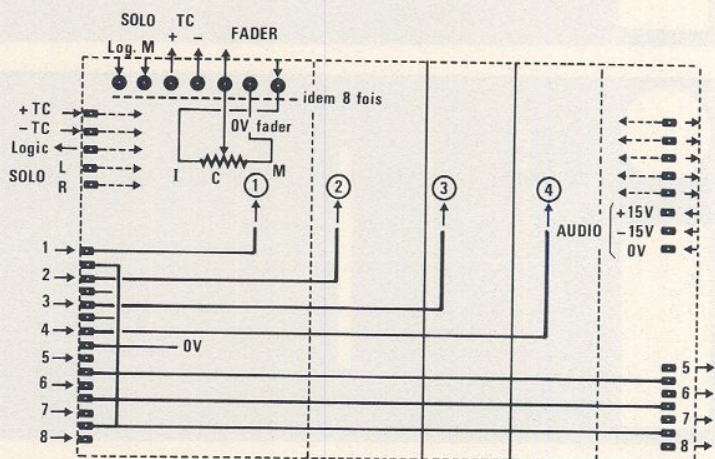 SOLO TC
Log. M + − FADER
idem 8 fois
+ TC
− TC
Logic
SOLO L
R
0V fader
I C M
1 2 3 4
AUDIO +15V
−15V
0V
1
2
3
4
0V
5
6
7
8
5
6
7
8